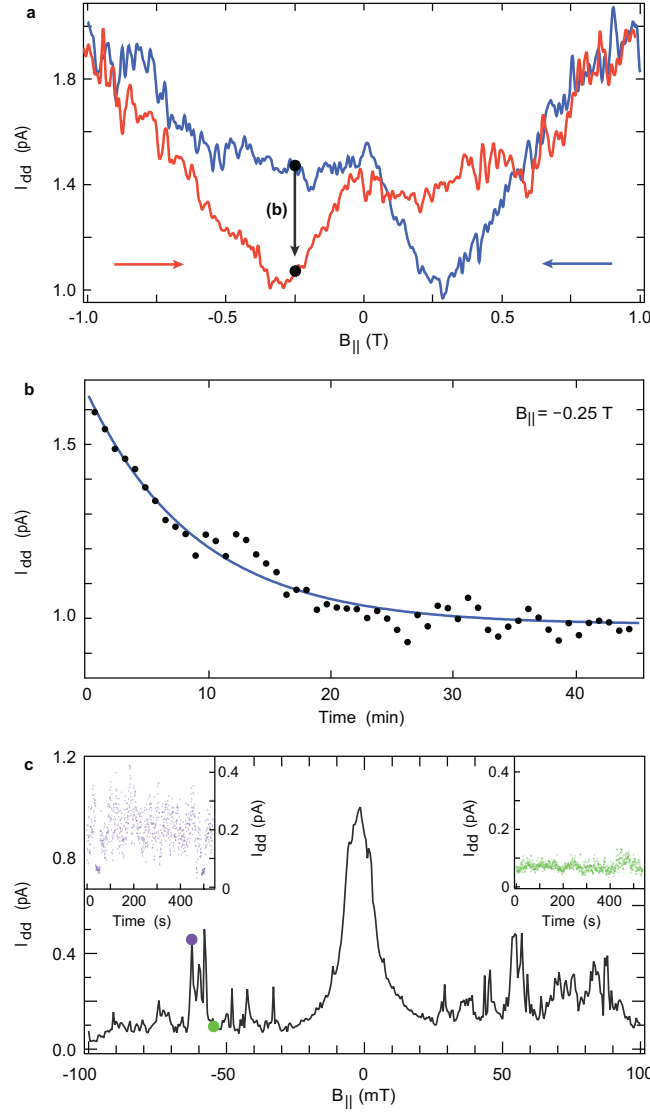 a
1.8
1.4
1.0
I_dd (pA)
(b)
-1.0 -0.5 0 0.5 1.0
B_|| (T)
b
B_|| = −0.25 T
1.5
1.0
I_dd (pA)
0 10 20 30 40
Time (min)
c
1.2
0.8
0.4
0.0
I_dd (pA)
0.4
0.2
0
I_dd (pA)
0 200 400
Time (s)
0.4
0.2
0
I_dd (pA)
0 200 400
Time (s)
-100 -50 0 50 100
B_|| (mT)